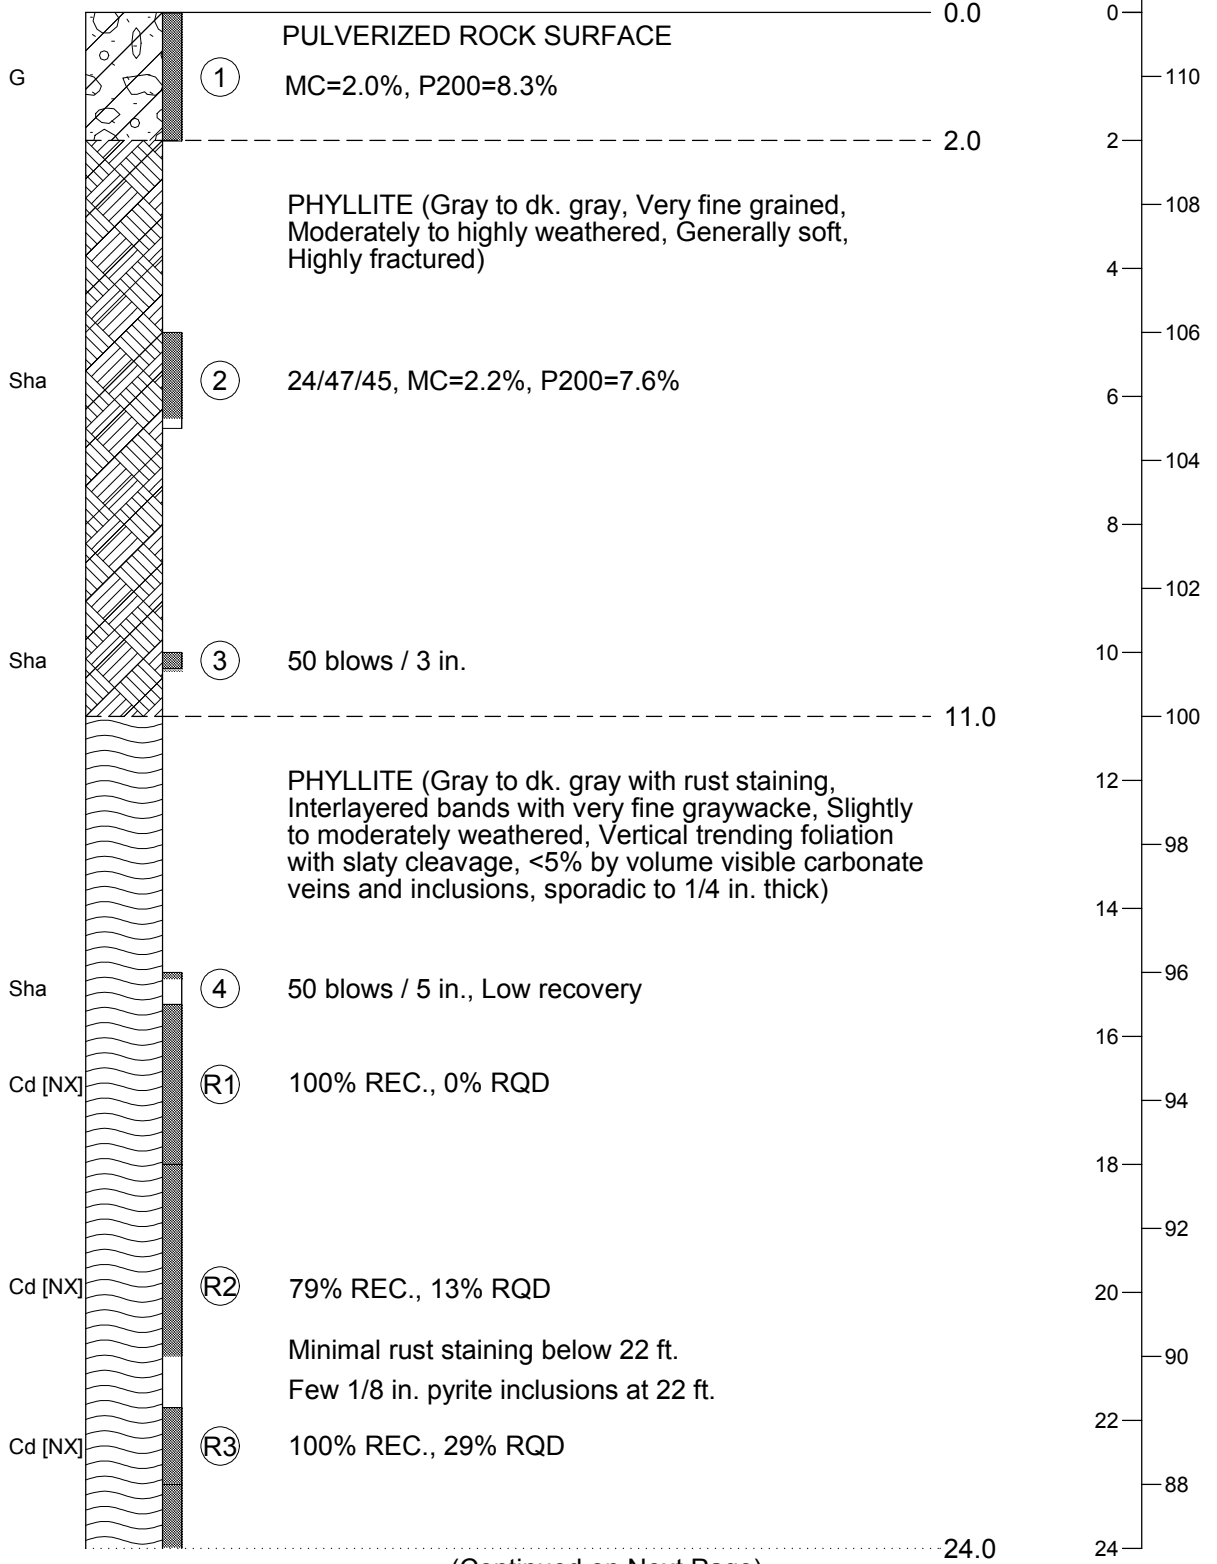 0.0 0
PULVERIZED ROCK SURFACE
G 1 MC=2.0%, P200=8.3% 110
2.0 2
PHYLLITE (Gray to dk. gray, Very fine grained, 108
Moderately to highly weathered, Generally soft,
Highly fractured) 4
106
Sha 2 24/47/45, MC=2.2%, P200=7.6% 6
104
8
102
Sha 3 50 blows / 3 in. 10
11.0 100
PHYLLITE (Gray to dk. gray with rust staining, 12
Interlayered bands with very fine graywacke, Slightly
to moderately weathered, Vertical trending foliation 98
with slaty cleavage, <5% by volume visible carbonate
veins and inclusions, sporadic to 1/4 in. thick)
14
96
Sha 4 50 blows / 5 in., Low recovery
16
Cd [NX] R1 100% REC., 0% RQD
94
18
92
Cd [NX] R2 79% REC., 13% RQD 20
Minimal rust staining below 22 ft. 90
Few 1/8 in. pyrite inclusions at 22 ft.
22
Cd [NX] R3 100% REC., 29% RQD
88
24.0 24
(Continued on Next Page)